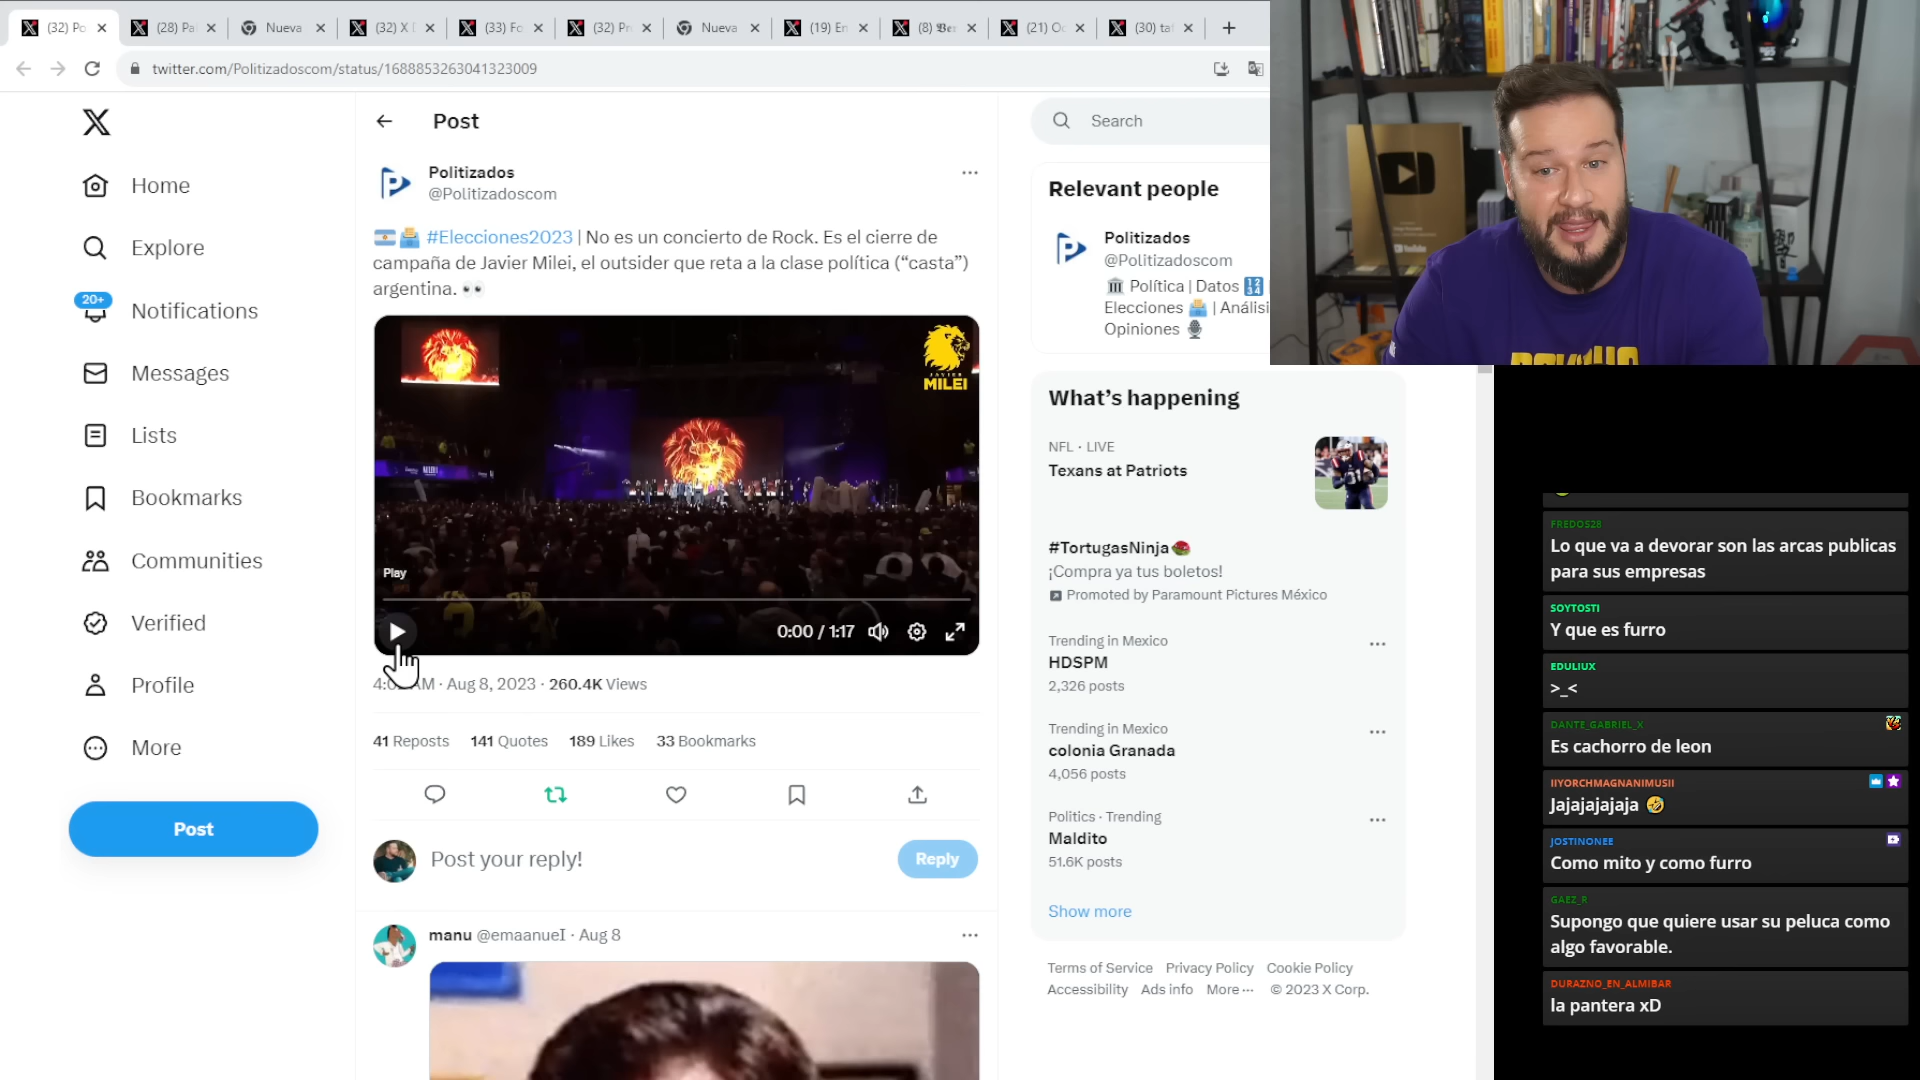 (32) Po
(28) Pa
Nueva
(32) X
(33) Fo
(32) Pr
Nueva
(19) En
(8) 𝕭𝖊𝖗
(21) Oc
(30) ta
twitter.com/Politizadoscom/status/1688853263041323009
Home
Explore
20+
Notifications
Messages
Lists
Bookmarks
Communities
Verified
Profile
More
Post
Post
Politizados
@Politizadoscom
#Elecciones2023 | No es un concierto de Rock. Es el cierre de
campaña de Javier Milei, el outsider que reta a la clase política (“casta”)
argentina. 👀
JAVIER
MILEI
Play
0:00 / 1:17
AM · Aug 8, 2023 · 260.4K Views
41 Reposts 141 Quotes 189 Likes 33 Bookmarks
Post your reply!
Reply
manu @emaanueI · Aug 8
Search
Relevant people
Politizados
@Politizadoscom
🏛️ Política | Datos 🔢
Elecciones 🗳️ | Análisi
Opiniones 🎙️
What’s happening
NFL · LIVE
Texans at Patriots
#TortugasNinja
¡Compra ya tus boletos!
Promoted by Paramount Pictures México
Trending in Mexico
HDSPM
2,326 posts
Trending in Mexico
colonia Granada
4,056 posts
Politics · Trending
Maldito
51.6K posts
Show more
Terms of Service Privacy Policy Cookie Policy
Accessibility Ads info More ··· © 2023 X Corp.
YouTube
FREDOS28
Lo que va a devorar son las arcas publicas
para sus empresas
SOYTOSTI
Y que es furro
EDULIUX
>_<
DANTE_GABRIEL_X
Es cachorro de leon
IIYORCHMAGNANIMUSII
Jajajajajaja 🤣
JOSTINONEE
Como mito y como furro
GAEZ_R
Supongo que quiere usar su peluca como
algo favorable.
DURAZNO_EN_ALMIBAR
la pantera xD